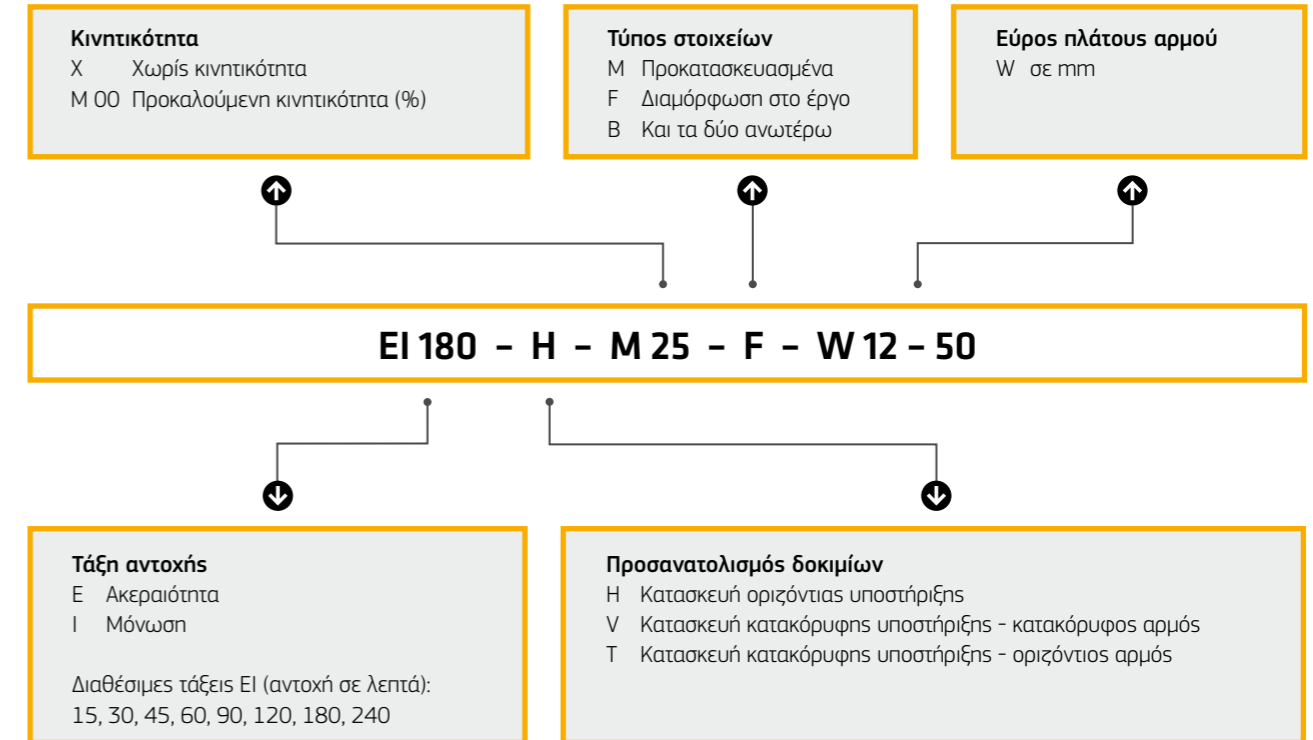 Κινητικότητα
X Χωρίς κινητικότητα
M 00 Προκαλούμενη κινητικότητα (%)
Τύπος στοιχείων
M Προκατασκευασμένα
F Διαμόρφωση στο έργο
B Και τα δύο ανωτέρω
Εύρος πλάτους αρμού
W σε mm
EI 180 – H – M 25 – F – W 12 – 50
Τάξη αντοχής
E Ακεραιότητα
I Μόνωση
Διαθέσιμες τάξεις EI (αντοχή σε λεπτά):
15, 30, 45, 60, 90, 120, 180, 240
Προσανατολισμός δοκιμίων
H Κατασκευή οριζόντιας υποστήριξης
V Κατασκευή κατακόρυφης υποστήριξης - κατακόρυφος αρμός
T Κατασκευή κατακόρυφης υποστήριξης - οριζόντιος αρμός